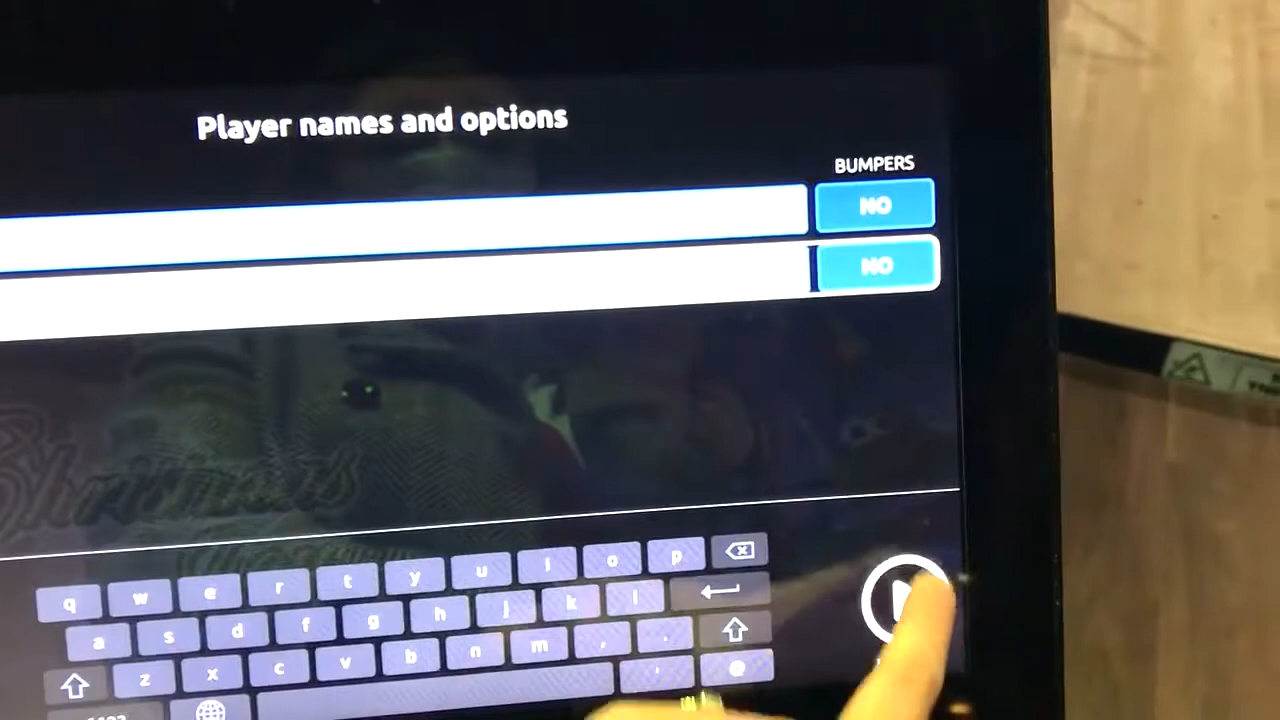 Player names and options
BUMPERS
NO
NO
q w e r t y u i o p
a s d f g h j k l
z x c v b n m , .
' @